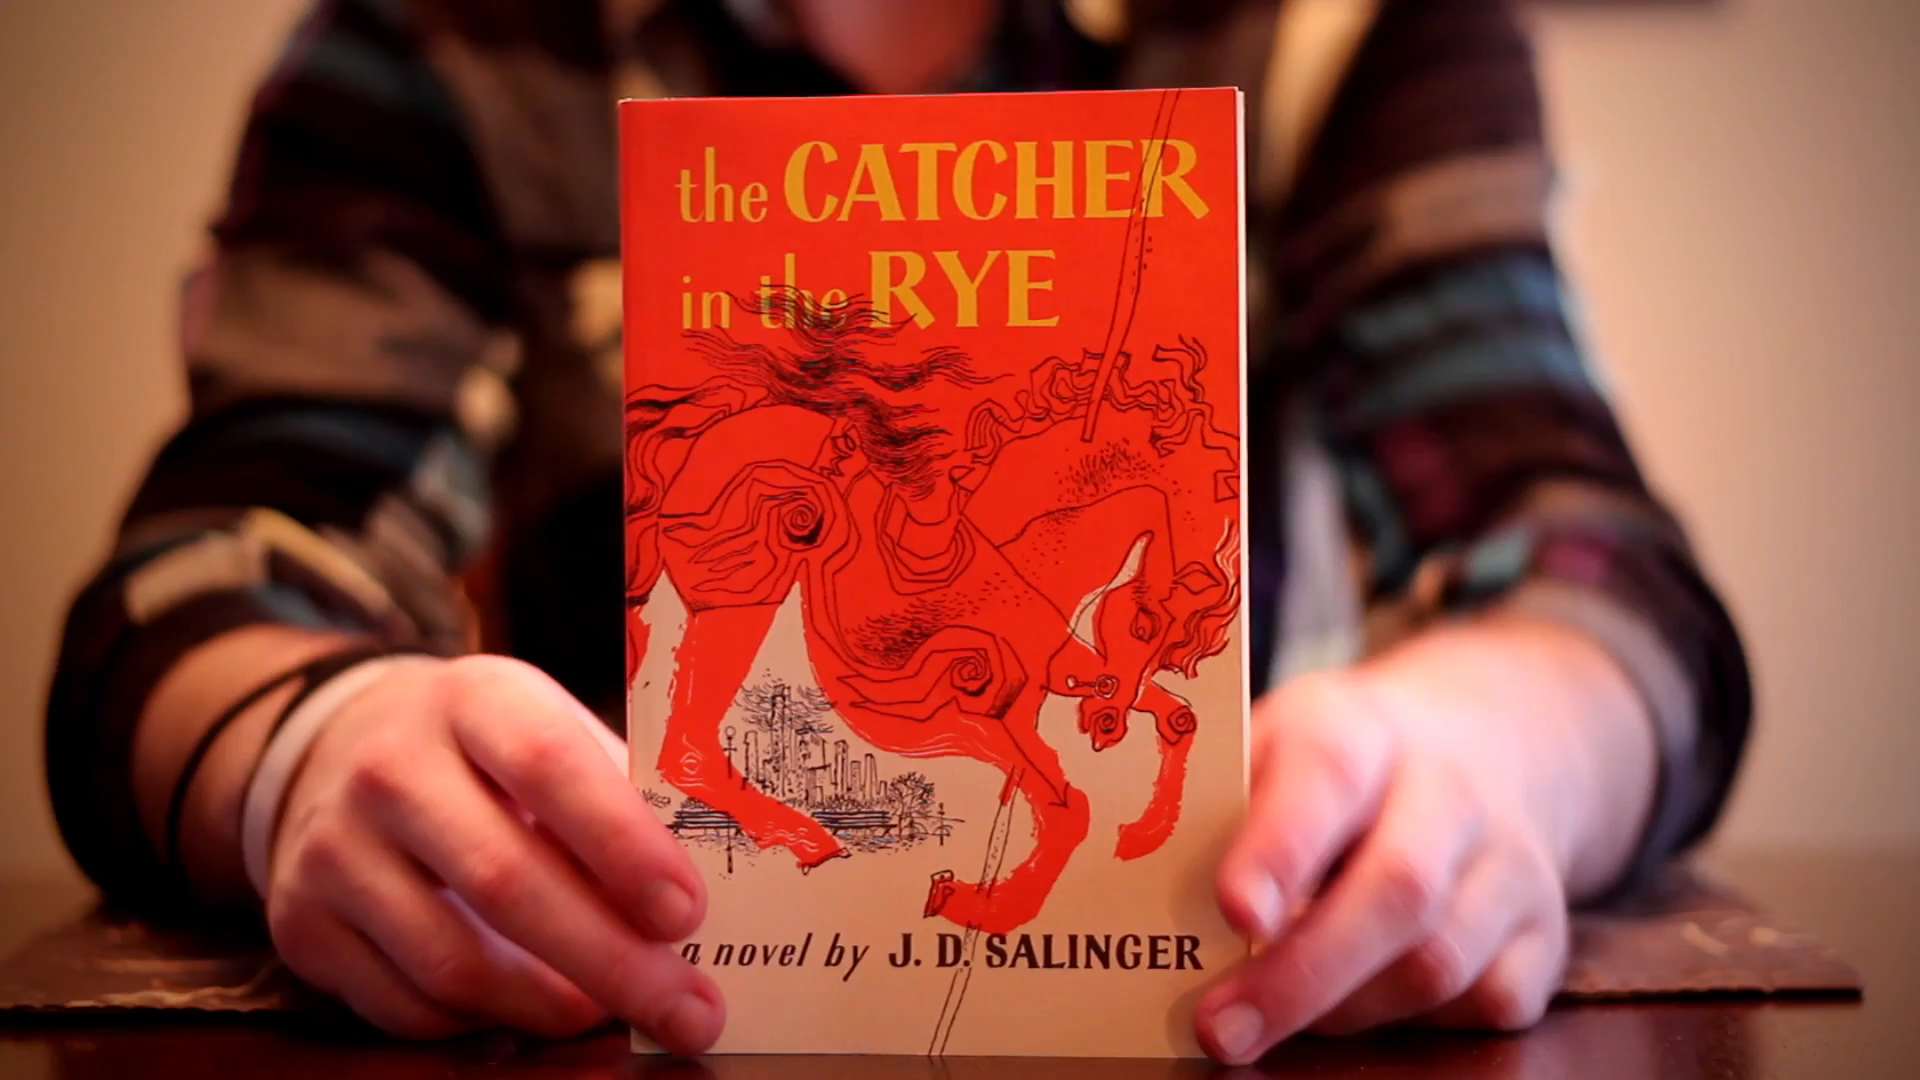 the CATCHER
in the RYE
a novel by J. D. SALINGER